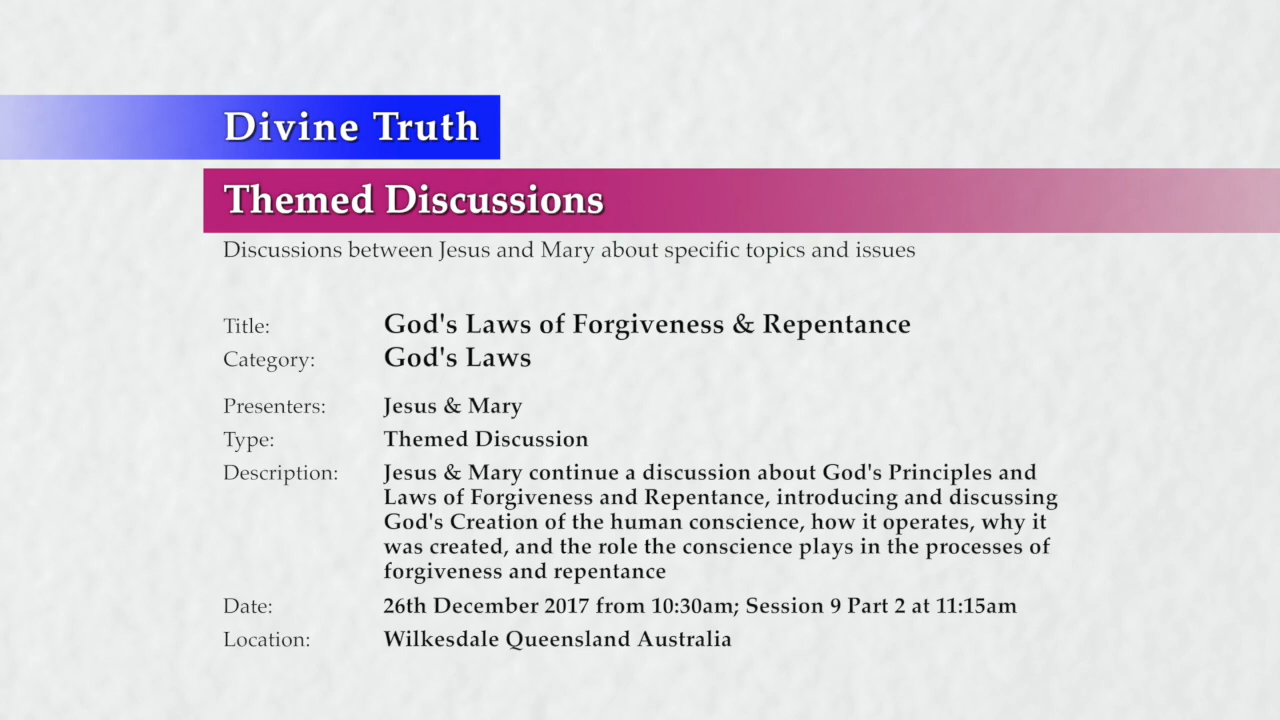 Divine Truth
Themed Discussions
Discussions between Jesus and Mary about specific topics and issues
Title: God's Laws of Forgiveness & Repentance
Category: God's Laws
Presenters: Jesus & Mary
Type: Themed Discussion
Description: Jesus & Mary continue a discussion about God's Principles and
Laws of Forgiveness and Repentance, introducing and discussing
God's Creation of the human conscience, how it operates, why it
was created, and the role the conscience plays in the processes of
forgiveness and repentance
Date: 26th December 2017 from 10:30am; Session 9 Part 2 at 11:15am
Location: Wilkesdale Queensland Australia